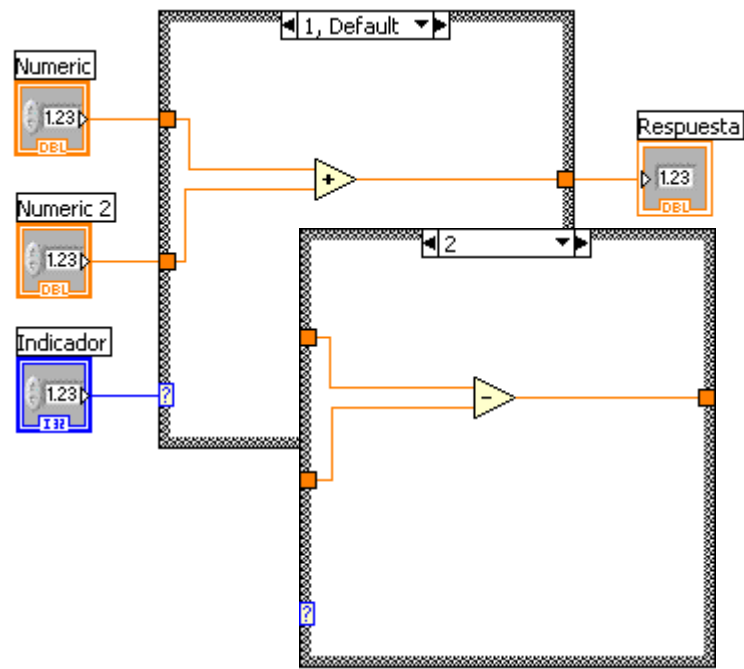 1, Default
Numeric
1.23
DBL
+
Respuesta
1.23
DBL
Numeric 2
1.23
DBL
2
Indicador
1.23
I32
?
-
?